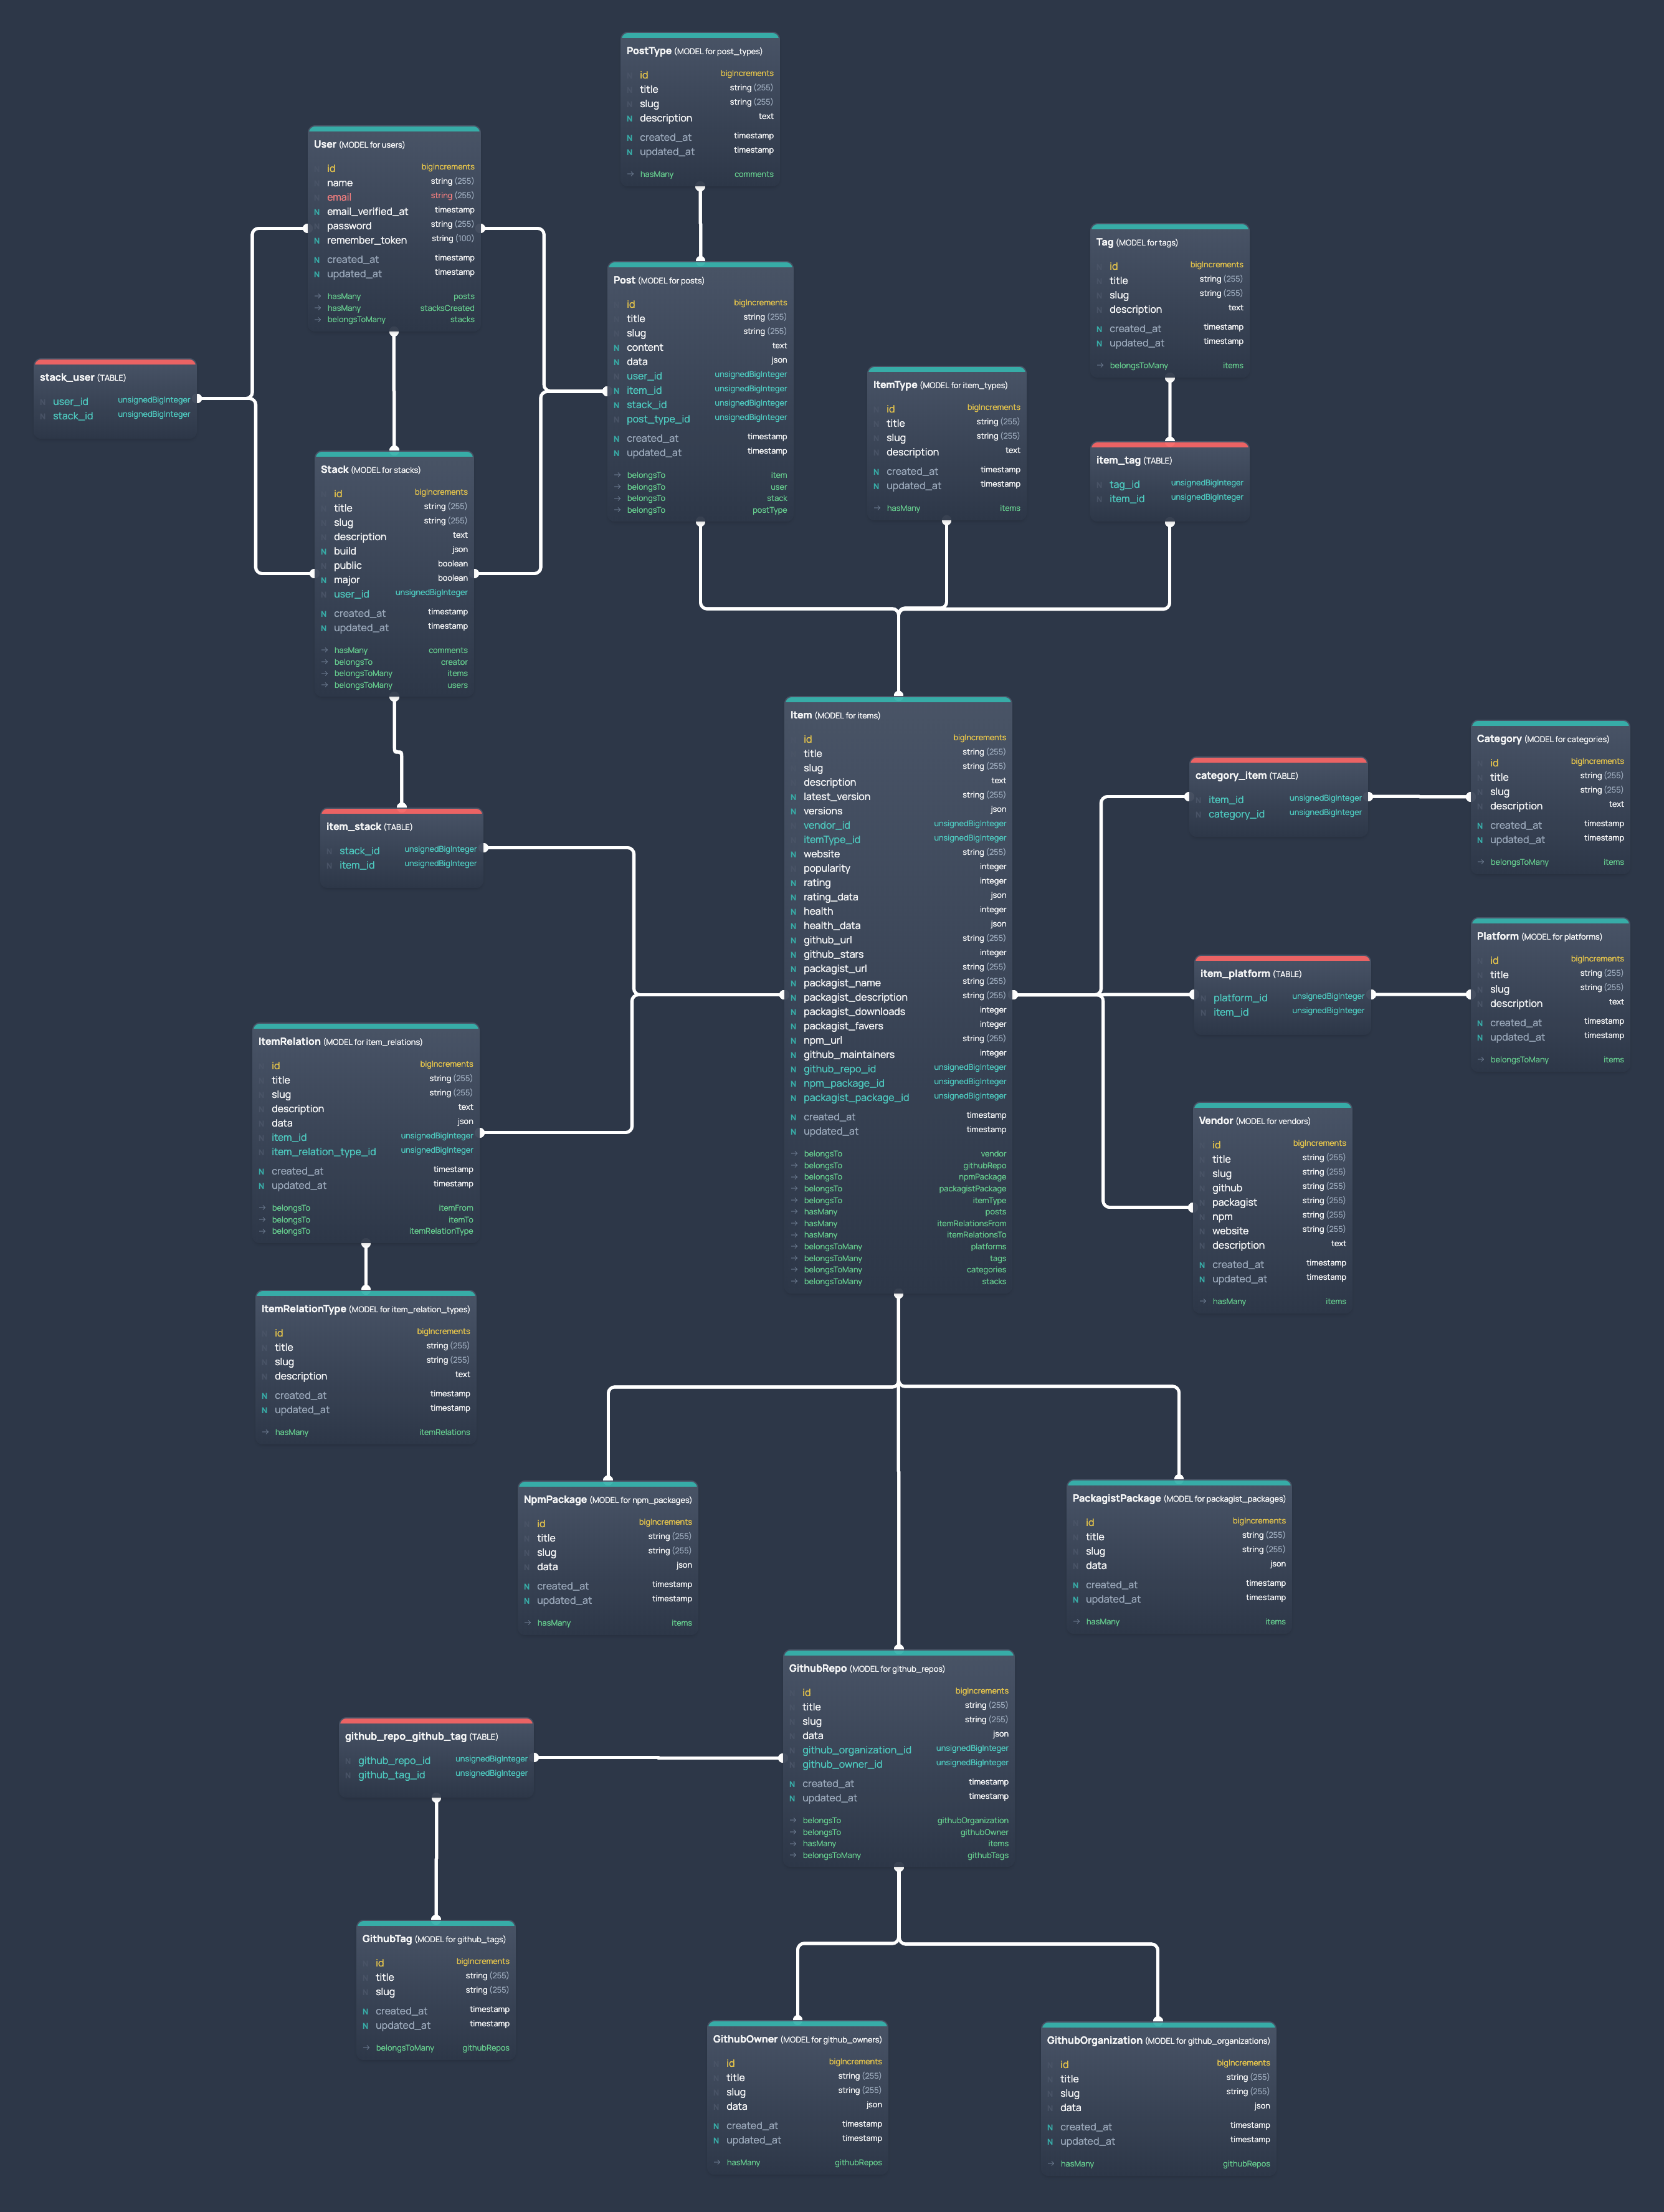 PostType (MODEL for post_types)
id bigIncrements
title string (255)
slug string (255)
N description text
N created_at timestamp
N updated_at timestamp
→ hasMany comments
User (MODEL for users)
id bigIncrements
name string (255)
email string (255)
N email_verified_at timestamp
password string (255)
N remember_token string (100)
N created_at timestamp
N updated_at timestamp
→ hasMany posts
→ hasMany stacksCreated
→ belongsToMany stacks
Tag (MODEL for tags)
id bigIncrements
title string (255)
slug string (255)
description text
N created_at timestamp
N updated_at timestamp
→ belongsToMany items
Post (MODEL for posts)
id bigIncrements
title string (255)
slug string (255)
N content text
N data json
user_id unsignedBigInteger
N item_id unsignedBigInteger
N stack_id unsignedBigInteger
post_type_id unsignedBigInteger
N created_at timestamp
N updated_at timestamp
→ belongsTo item
→ belongsTo user
→ belongsTo stack
→ belongsTo postType
stack_user (TABLE)
user_id unsignedBigInteger
stack_id unsignedBigInteger
ItemType (MODEL for item_types)
id bigIncrements
title string (255)
slug string (255)
description text
N created_at timestamp
N updated_at timestamp
→ hasMany items
item_tag (TABLE)
tag_id unsignedBigInteger
item_id unsignedBigInteger
Stack (MODEL for stacks)
id bigIncrements
title string (255)
slug string (255)
description text
N build json
public boolean
N major boolean
user_id unsignedBigInteger
N created_at timestamp
N updated_at timestamp
→ hasMany comments
→ belongsTo creator
→ belongsToMany items
→ belongsToMany users
Item (MODEL for items)
id bigIncrements
title string (255)
slug string (255)
description text
N latest_version string (255)
N versions json
vendor_id unsignedBigInteger
itemType_id unsignedBigInteger
N website string (255)
popularity integer
N rating integer
N rating_data json
N health integer
N health_data json
N github_url string (255)
N github_stars integer
N packagist_url string (255)
N packagist_name string (255)
N packagist_description string (255)
N packagist_downloads integer
N packagist_favers integer
N npm_url string (255)
N github_maintainers integer
N github_repo_id unsignedBigInteger
N npm_package_id unsignedBigInteger
N packagist_package_id unsignedBigInteger
N created_at timestamp
N updated_at timestamp
→ belongsTo vendor
→ belongsTo githubRepo
→ belongsTo npmPackage
→ belongsTo packagistPackage
→ belongsTo itemType
→ hasMany posts
→ hasMany itemRelationsFrom
→ hasMany itemRelationsTo
→ belongsToMany platforms
→ belongsToMany tags
→ belongsToMany categories
→ belongsToMany stacks
category_item (TABLE)
item_id unsignedBigInteger
category_id unsignedBigInteger
Category (MODEL for categories)
id bigIncrements
title string (255)
slug string (255)
description text
N created_at timestamp
N updated_at timestamp
→ belongsToMany items
item_stack (TABLE)
stack_id unsignedBigInteger
item_id unsignedBigInteger
item_platform (TABLE)
platform_id unsignedBigInteger
item_id unsignedBigInteger
Platform (MODEL for platforms)
id bigIncrements
title string (255)
slug string (255)
description text
N created_at timestamp
N updated_at timestamp
→ belongsToMany items
ItemRelation (MODEL for item_relations)
id bigIncrements
title string (255)
slug string (255)
description text
data json
item_id unsignedBigInteger
item_relation_type_id unsignedBigInteger
N created_at timestamp
N updated_at timestamp
→ belongsTo itemFrom
→ belongsTo itemTo
→ belongsTo itemRelationType
Vendor (MODEL for vendors)
id bigIncrements
title string (255)
slug string (255)
github string (255)
packagist string (255)
npm string (255)
website string (255)
description text
N created_at timestamp
N updated_at timestamp
→ hasMany items
ItemRelationType (MODEL for item_relation_types)
id bigIncrements
title string (255)
slug string (255)
description text
N created_at timestamp
N updated_at timestamp
→ hasMany itemRelations
NpmPackage (MODEL for npm_packages)
id bigIncrements
title string (255)
slug string (255)
data json
N created_at timestamp
N updated_at timestamp
→ hasMany items
PackagistPackage (MODEL for packagist_packages)
id bigIncrements
title string (255)
slug string (255)
data json
N created_at timestamp
N updated_at timestamp
→ hasMany items
GithubRepo (MODEL for github_repos)
id bigIncrements
title string (255)
slug string (255)
data json
github_organization_id unsignedBigInteger
github_owner_id unsignedBigInteger
N created_at timestamp
N updated_at timestamp
→ belongsTo githubOrganization
→ belongsTo githubOwner
→ hasMany items
→ belongsToMany githubTags
github_repo_github_tag (TABLE)
github_repo_id unsignedBigInteger
github_tag_id unsignedBigInteger
GithubTag (MODEL for github_tags)
id bigIncrements
title string (255)
slug string (255)
N created_at timestamp
N updated_at timestamp
→ belongsToMany githubRepos
GithubOwner (MODEL for github_owners)
id bigIncrements
title string (255)
slug string (255)
data json
N created_at timestamp
N updated_at timestamp
→ hasMany githubRepos
GithubOrganization (MODEL for github_organizations)
id bigIncrements
title string (255)
slug string (255)
data json
N created_at timestamp
N updated_at timestamp
→ hasMany githubRepos